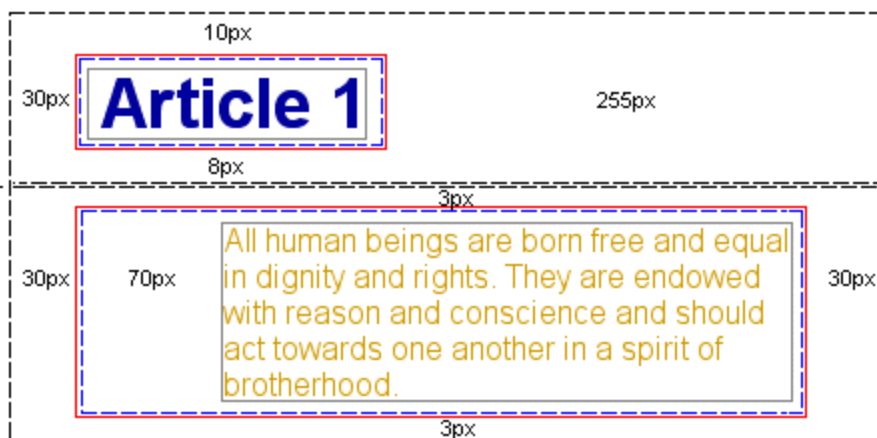 10px
30px Article 1 255px
8px
3px
All human beings are born free and equal
30px 70px in dignity and rights. They are endowed 30px
with reason and conscience and should
act towards one another in a spirit of
brotherhood.
3px